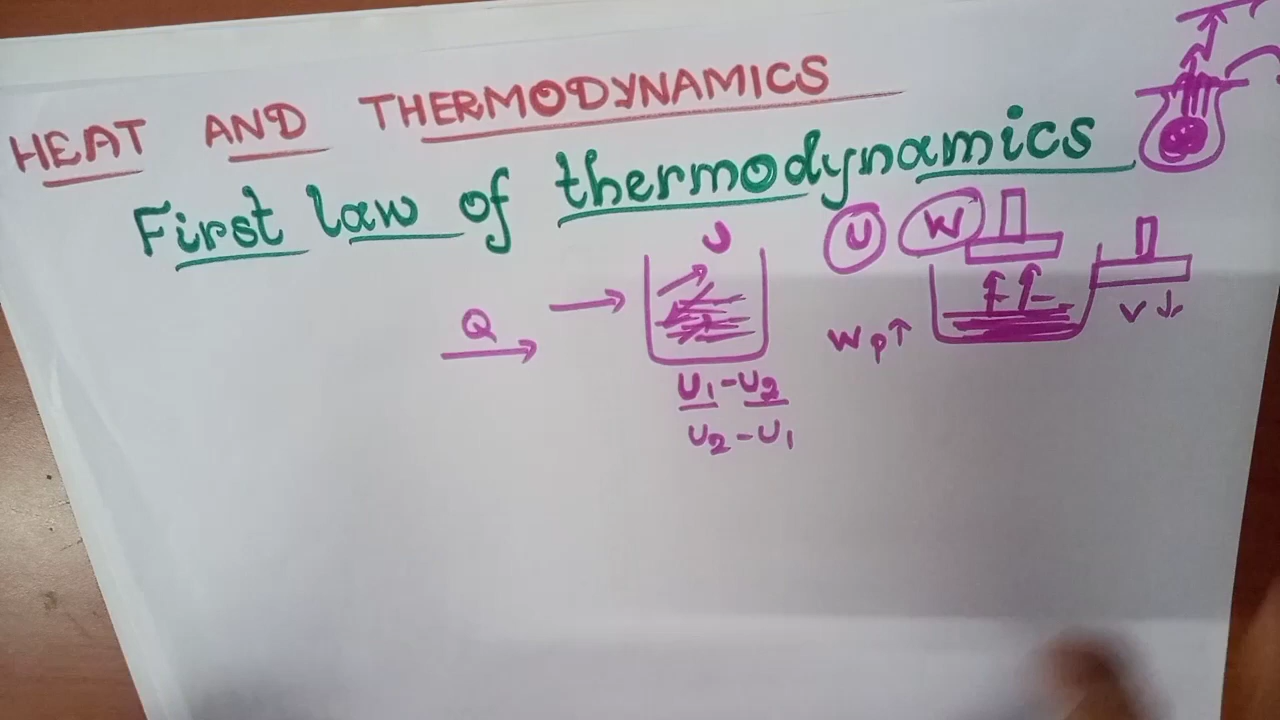 HEAT AND THERMODYNAMICS
First law of thermodynamics
U
U W
Q
W P↑
V↓
U₁-U₂
U₂-U₁